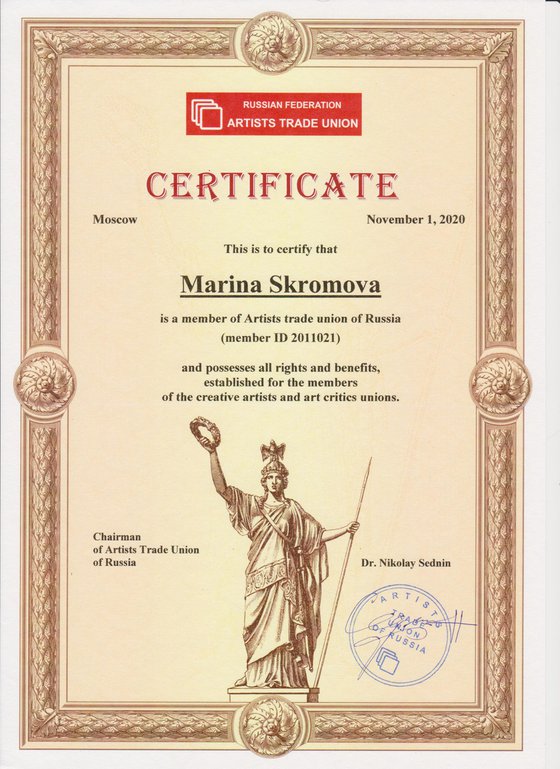 RUSSIAN FEDERATION
ARTISTS TRADE UNION
CERTIFICATE
Moscow November 1, 2020
This is to certify that
Marina Skromova
is a member of Artists trade union of Russia
(member ID 2011021)
and possesses all rights and benefits,
established for the members
of the creative artists and art critics unions.
Chairman
of Artists Trade Union
of Russia
Dr. Nikolay Sednin
ARTISTS
TRADE
UNION
OF RUSSIA